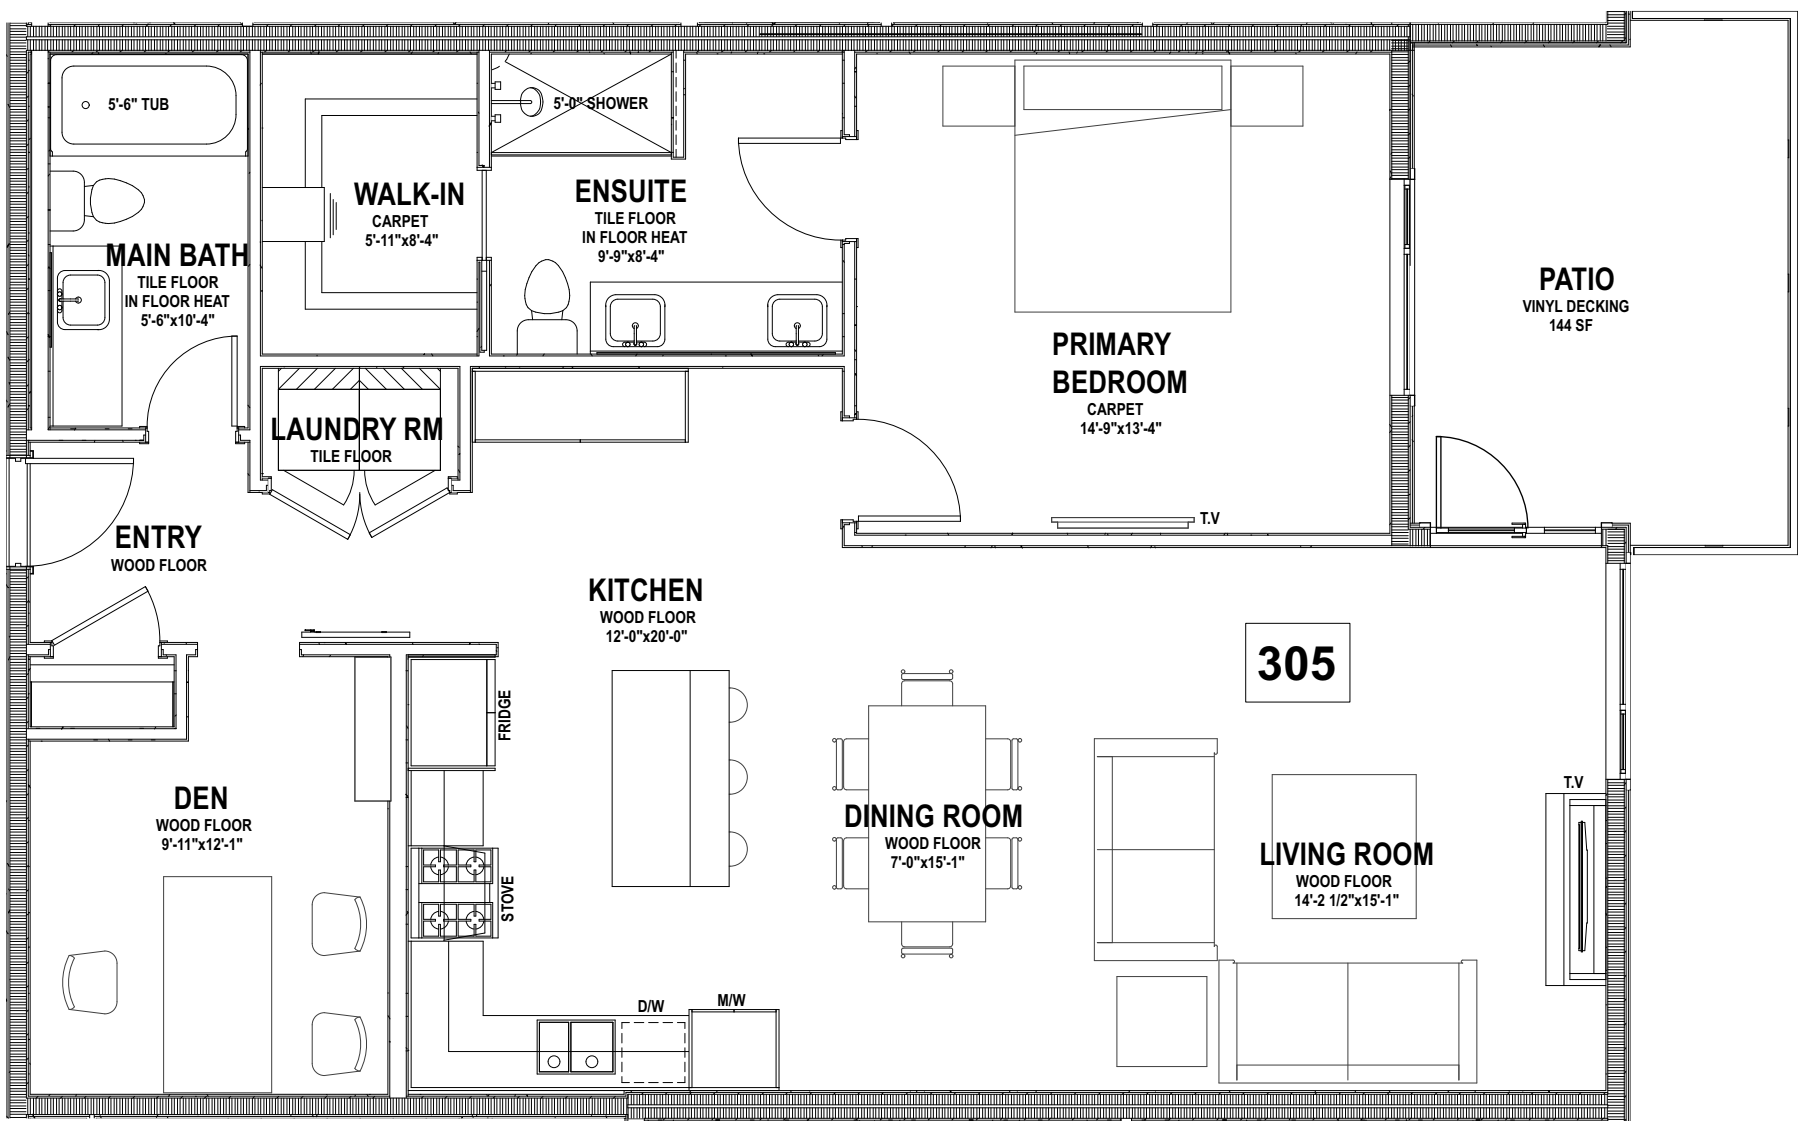 5'-6" TUB
5'-0" SHOWER
WALK-IN
CARPET
5'-11"x8'-4"
ENSUITE
TILE FLOOR
IN FLOOR HEAT
9'-9"x8'-4"
MAIN BATH
TILE FLOOR
IN FLOOR HEAT
5'-6"x10'-4"
PATIO
VINYL DECKING
144 SF
PRIMARY
BEDROOM
CARPET
14'-9"x13'-4"
LAUNDRY RM
TILE FLOOR
T.V
ENTRY
WOOD FLOOR
KITCHEN
WOOD FLOOR
12'-0"x20'-0"
305
FRIDGE
DEN
WOOD FLOOR
9'-11"x12'-1"
DINING ROOM
WOOD FLOOR
7'-0"x15'-1"
T.V
LIVING ROOM
WOOD FLOOR
14'-2 1/2"x15'-1"
STOVE
D/W
M/W